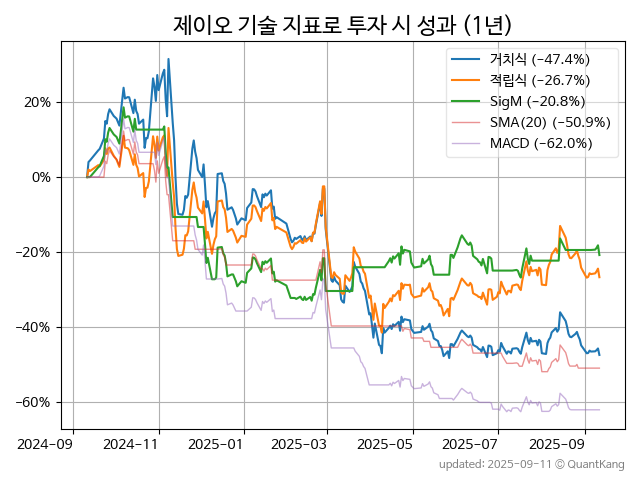 제이오 기술 지표로 투자 시 성과 (1년)
거치식 (−47.4%)
적립식 (−26.7%)
SigM (−20.8%)
SMA(20) (−50.9%)
MACD (−62.0%)
20%
0%
−20%
−40%
−60%
2024-09
2024-11
2025-01
2025-03
2025-05
2025-07
2025-09
updated: 2025-09-11 © QuantKang